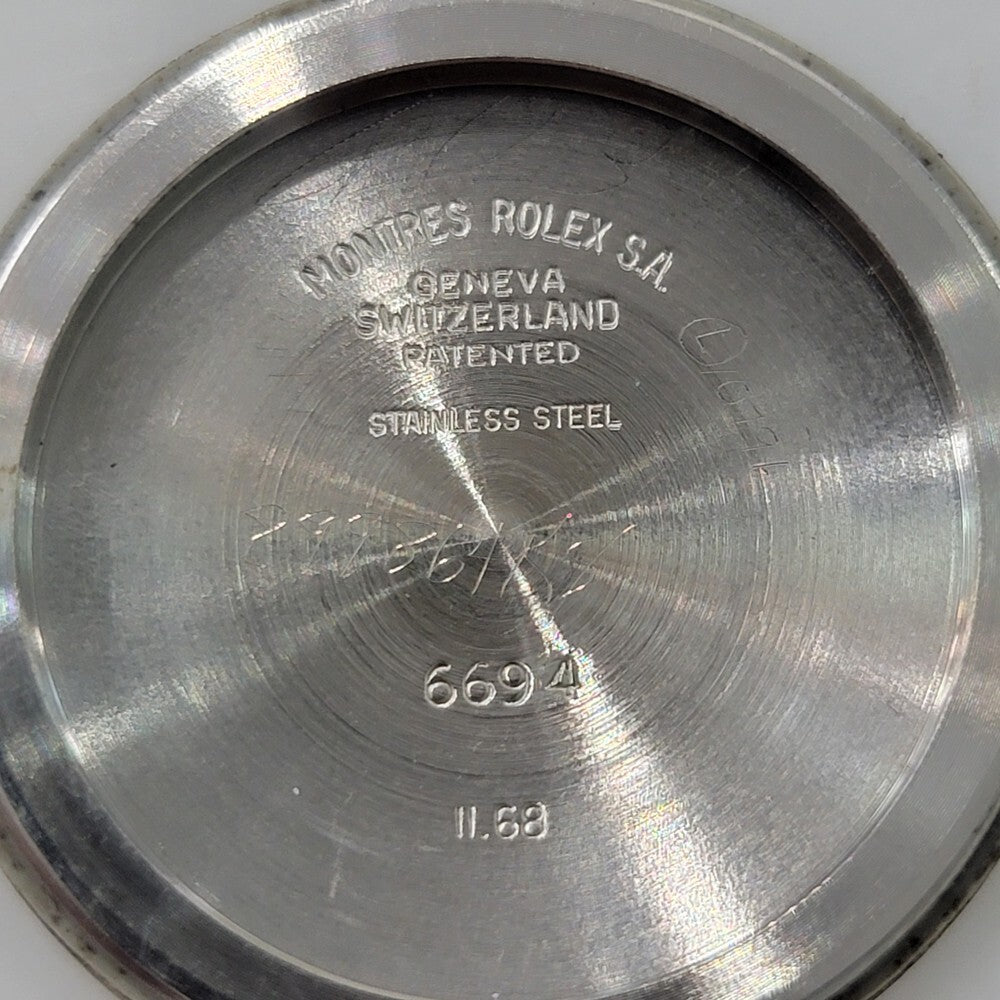 MONTRES ROLEX S.A.
GENEVA
SWITZERLAND
PATENTED
STAINLESS STEEL
6694
II.68